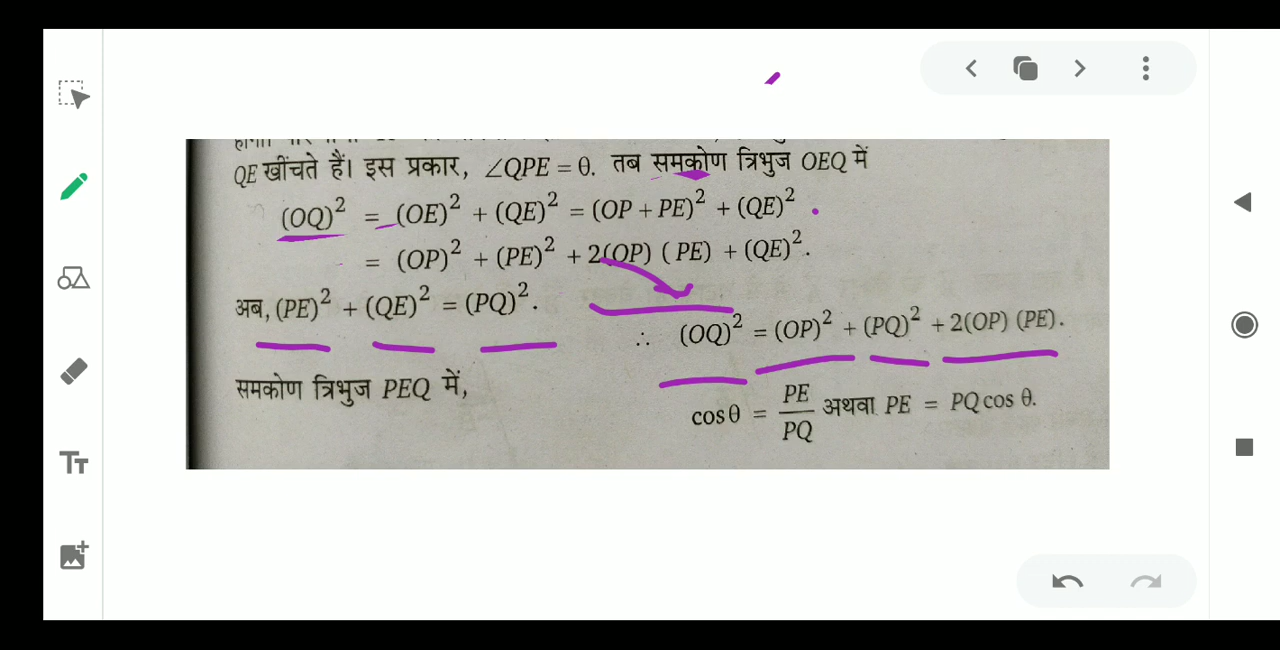 QE खींचते हैं। इस प्रकार, ∠QPE = θ. तब समकोण त्रिभुज OEQ में
(OQ)² = (OE)² + (QE)² = (OP + PE)² + (QE)²
= (OP)² + (PE)² + 2(OP) (PE) + (QE)².
अब, (PE)² + (QE)² = (PQ)².
∴ (OQ)² = (OP)² + (PQ)² + 2(OP) (PE).
समकोण त्रिभुज PEQ में,
cosθ = PE/PQ अथवा PE = PQ cos θ.
Tт